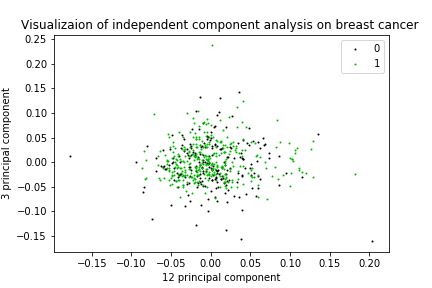 Visualizaion of independent component analysis on breast cancer
0.25
0.20
0.15
0.10
0.05
0.00
−0.05
−0.10
−0.15
3 principal component
0
1
−0.15 −0.10 −0.05 0.00 0.05 0.10 0.15 0.20
12 principal component